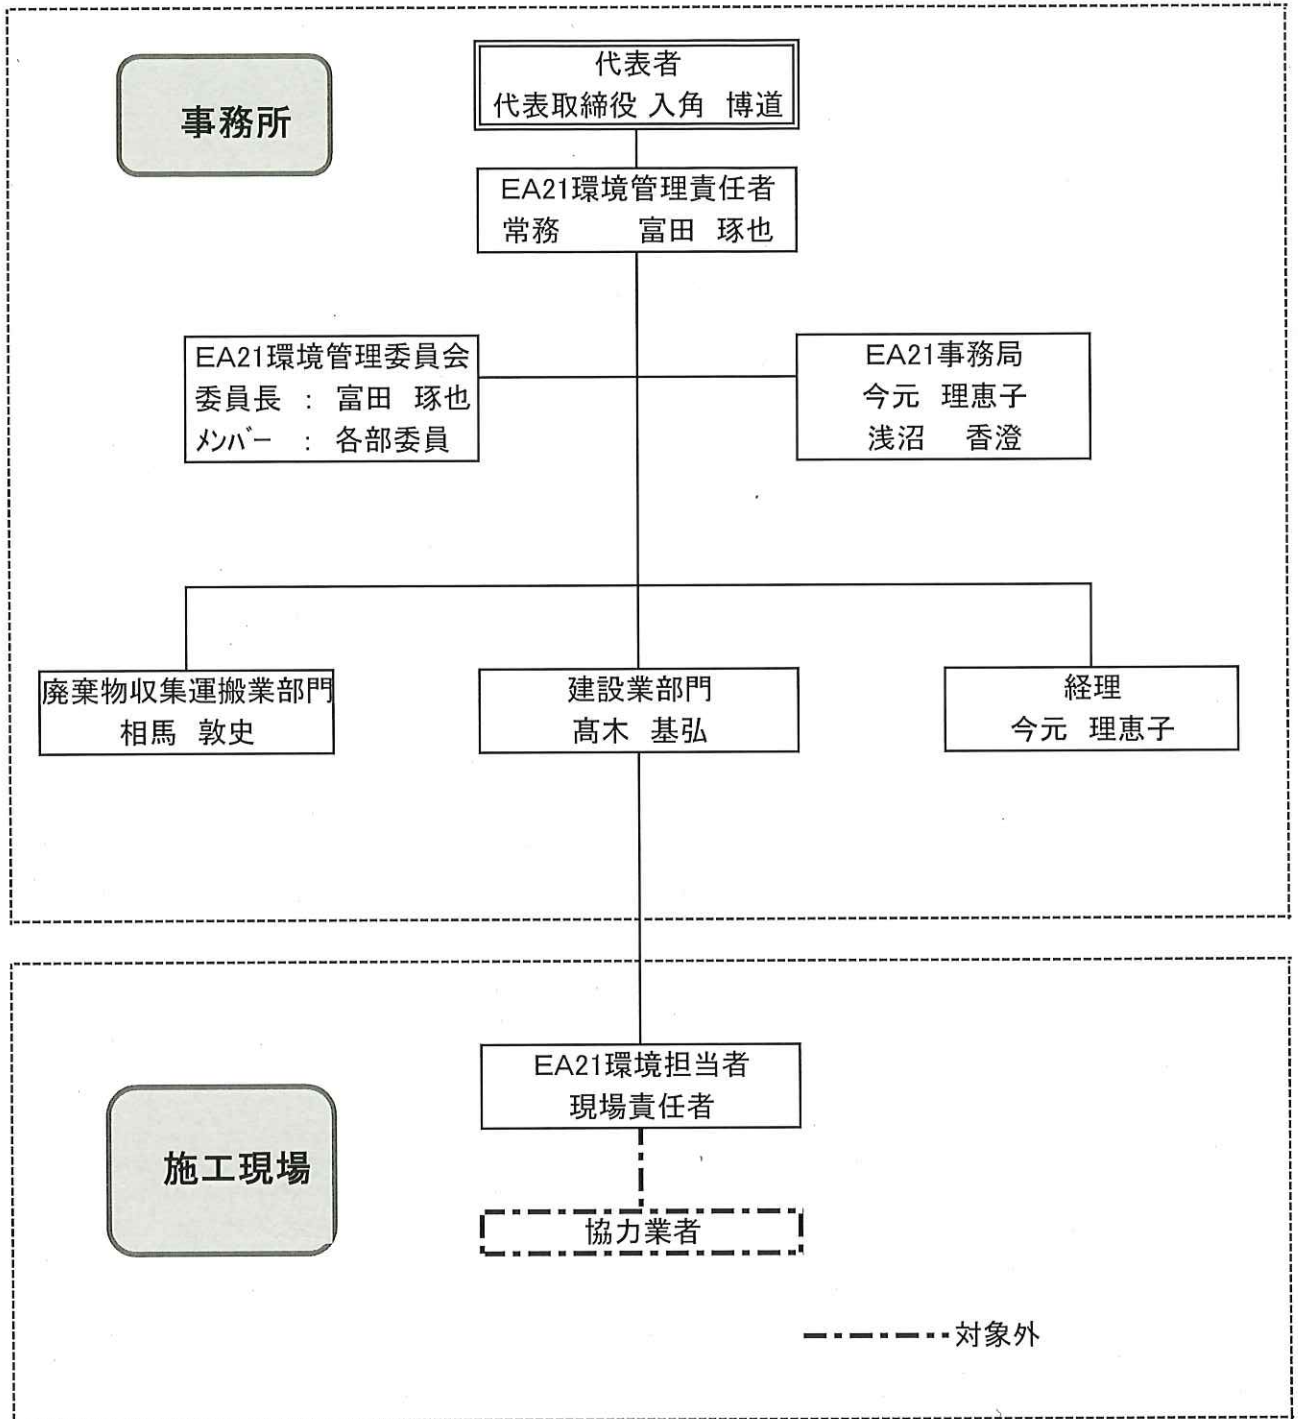 事務所
代表者
代表取締役 入角 博道
EA21環境管理責任者
常務 富田 琢也
EA21環境管理委員会
委員長 : 富田 琢也
メンバー : 各部委員
EA21事務局
今元 理恵子
浅沼 香澄
廃棄物収集運搬業部門
相馬 敦史
建設業部門
髙木 基弘
経理
今元 理恵子
EA21環境担当者
現場責任者
施工現場
協力業者
対象外